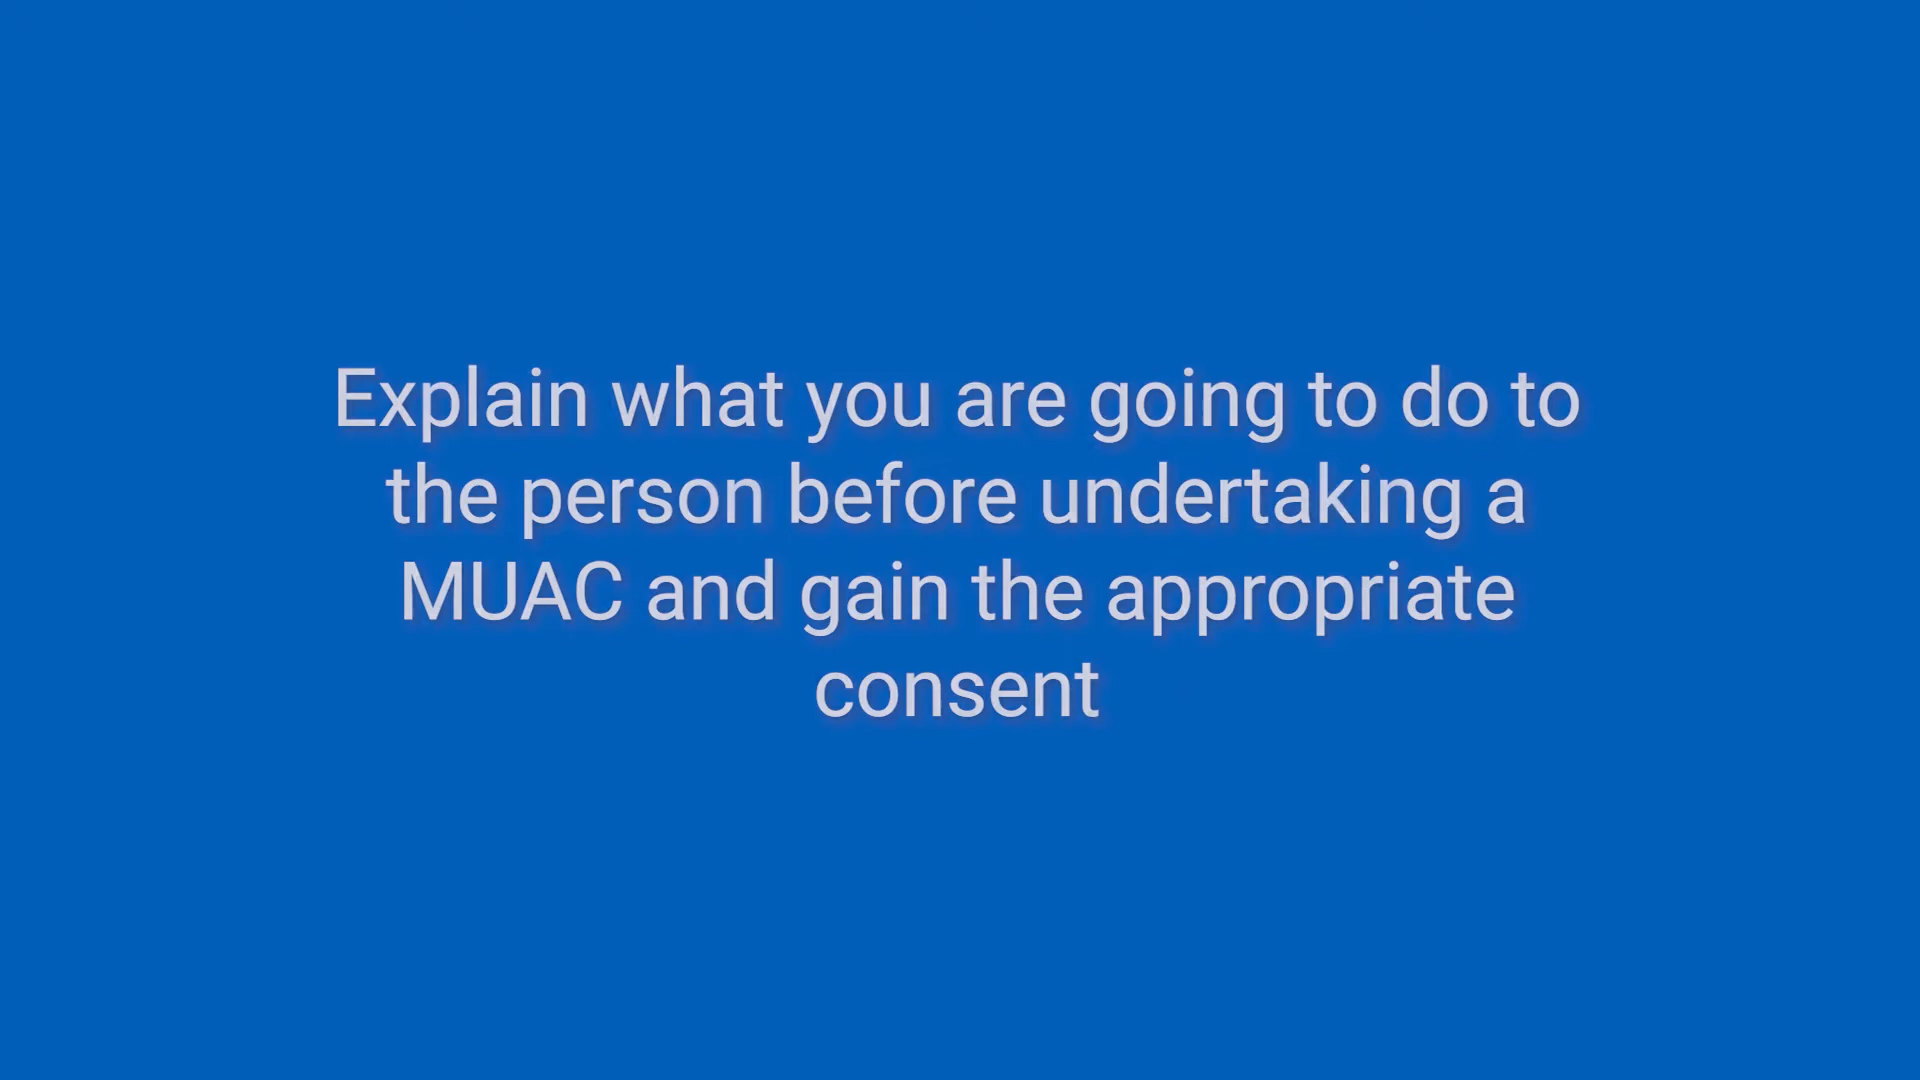 Explain what you are going to do to
the person before undertaking a
MUAC and gain the appropriate
consent